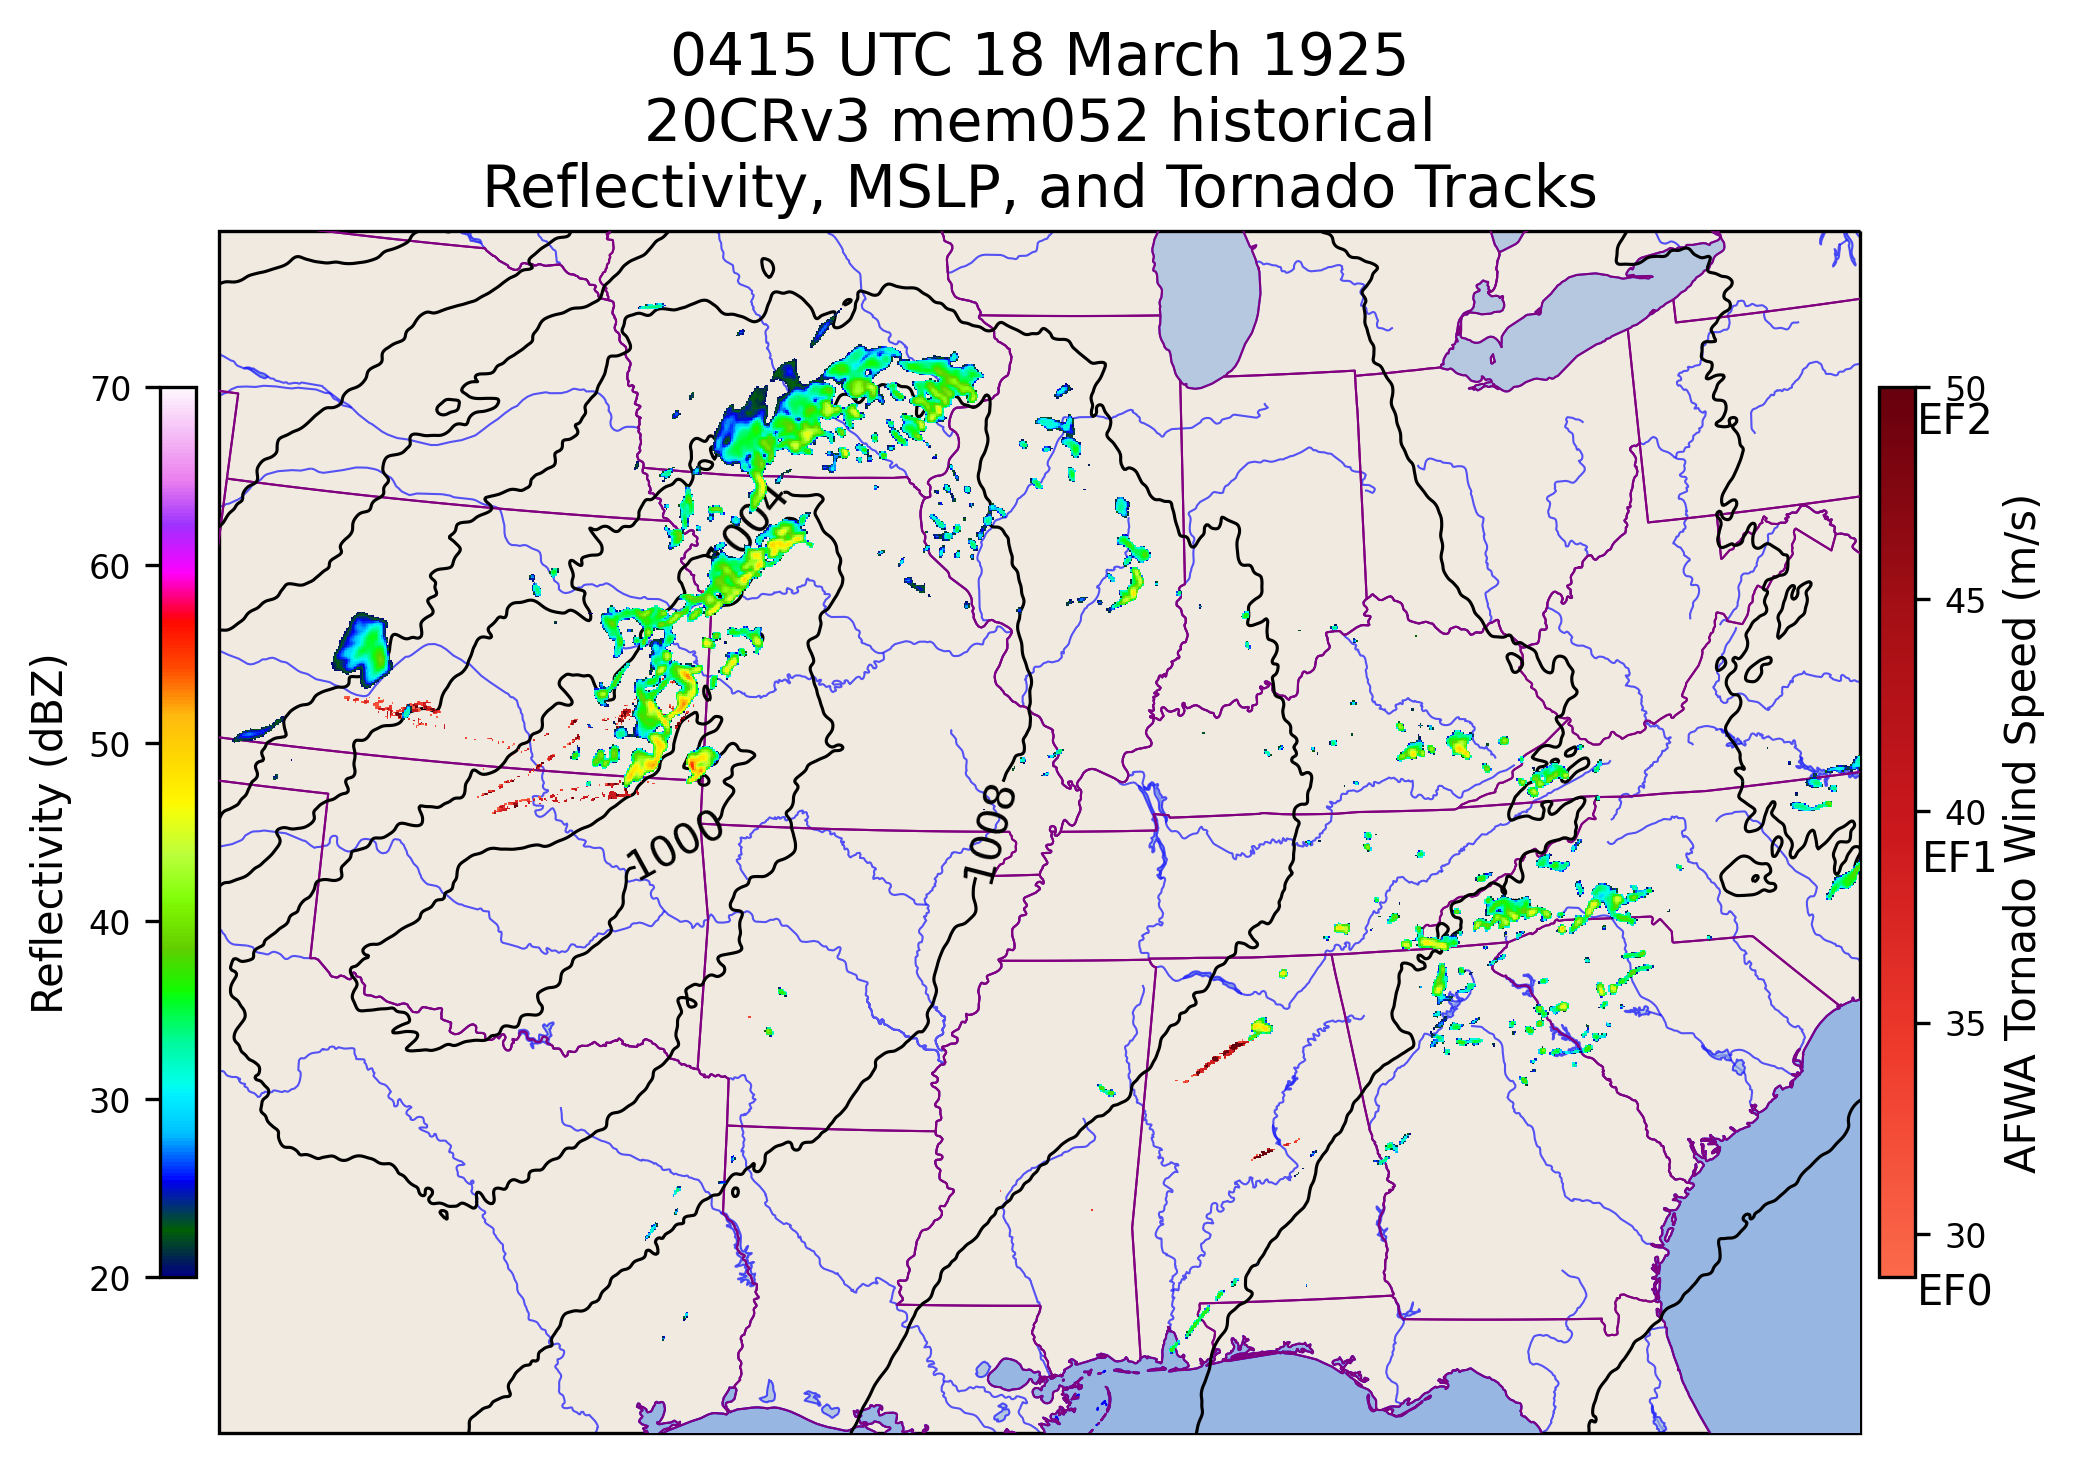 0415 UTC 18 March 1925
20CRv3 mem052 historical
Reflectivity, MSLP, and Tornado Tracks
Reflectivity (dBZ)
70
60
50
40
30
20
1004
1000
1008
50
EF2
45
40
EF1
35
30
EF0
AFWA Tornado Wind Speed (m/s)